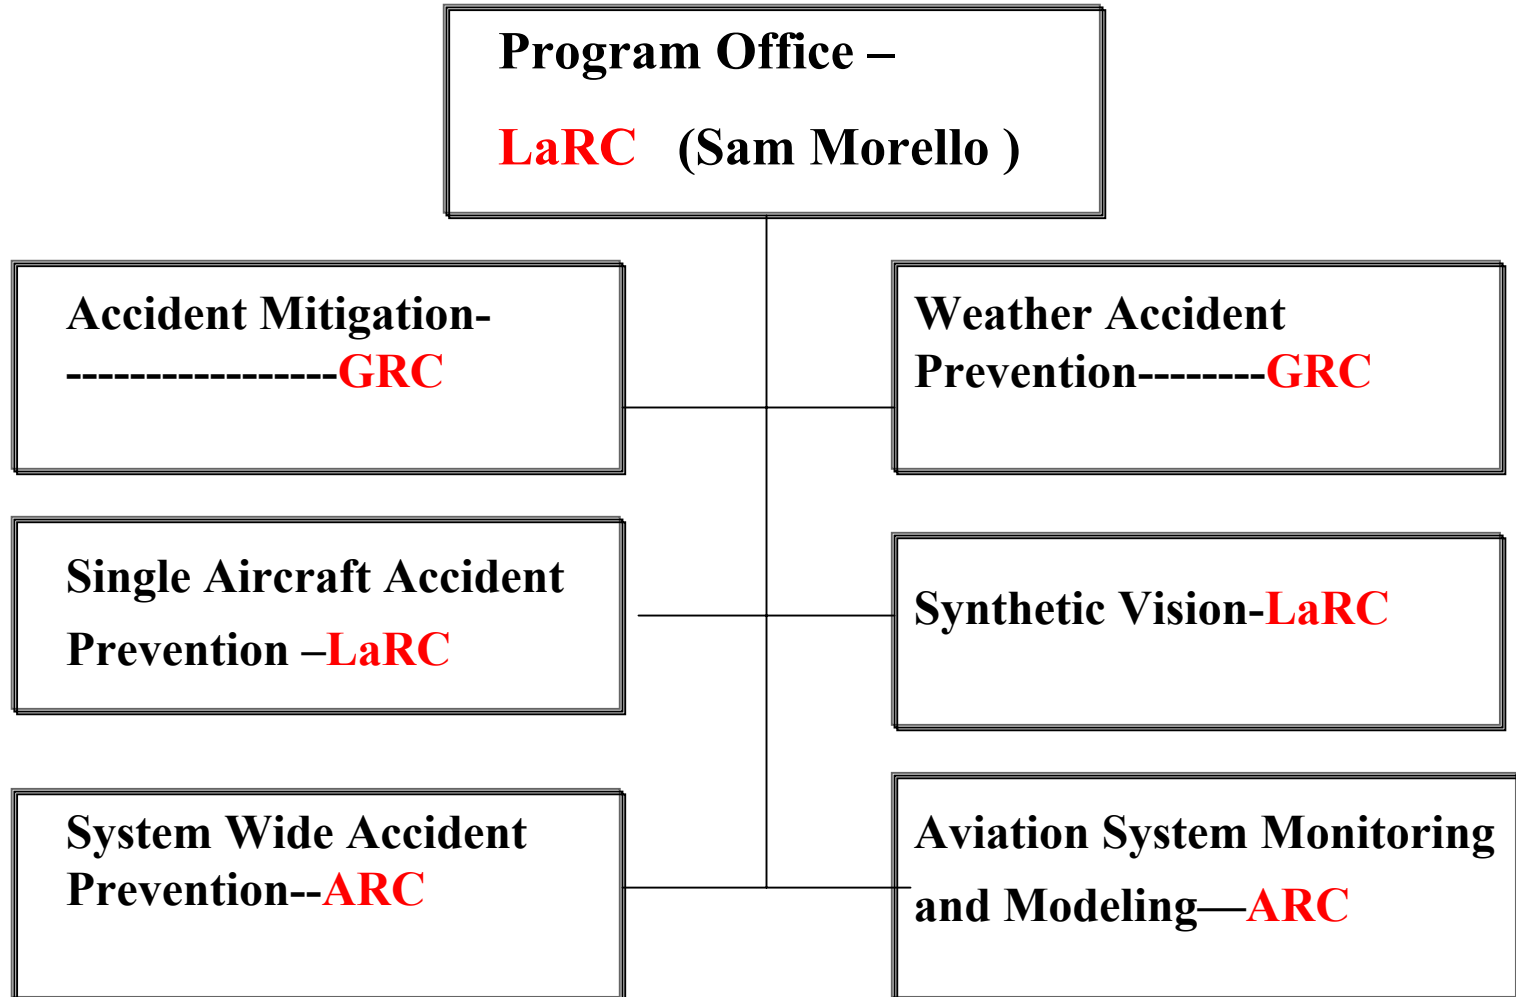 Program Office –
LaRC (Sam Morello )
Accident Mitigation-
-----------------GRC
Weather Accident
Prevention--------GRC
Single Aircraft Accident
Prevention –LaRC
Synthetic Vision-LaRC
System Wide Accident
Prevention--ARC
Aviation System Monitoring
and Modeling—ARC